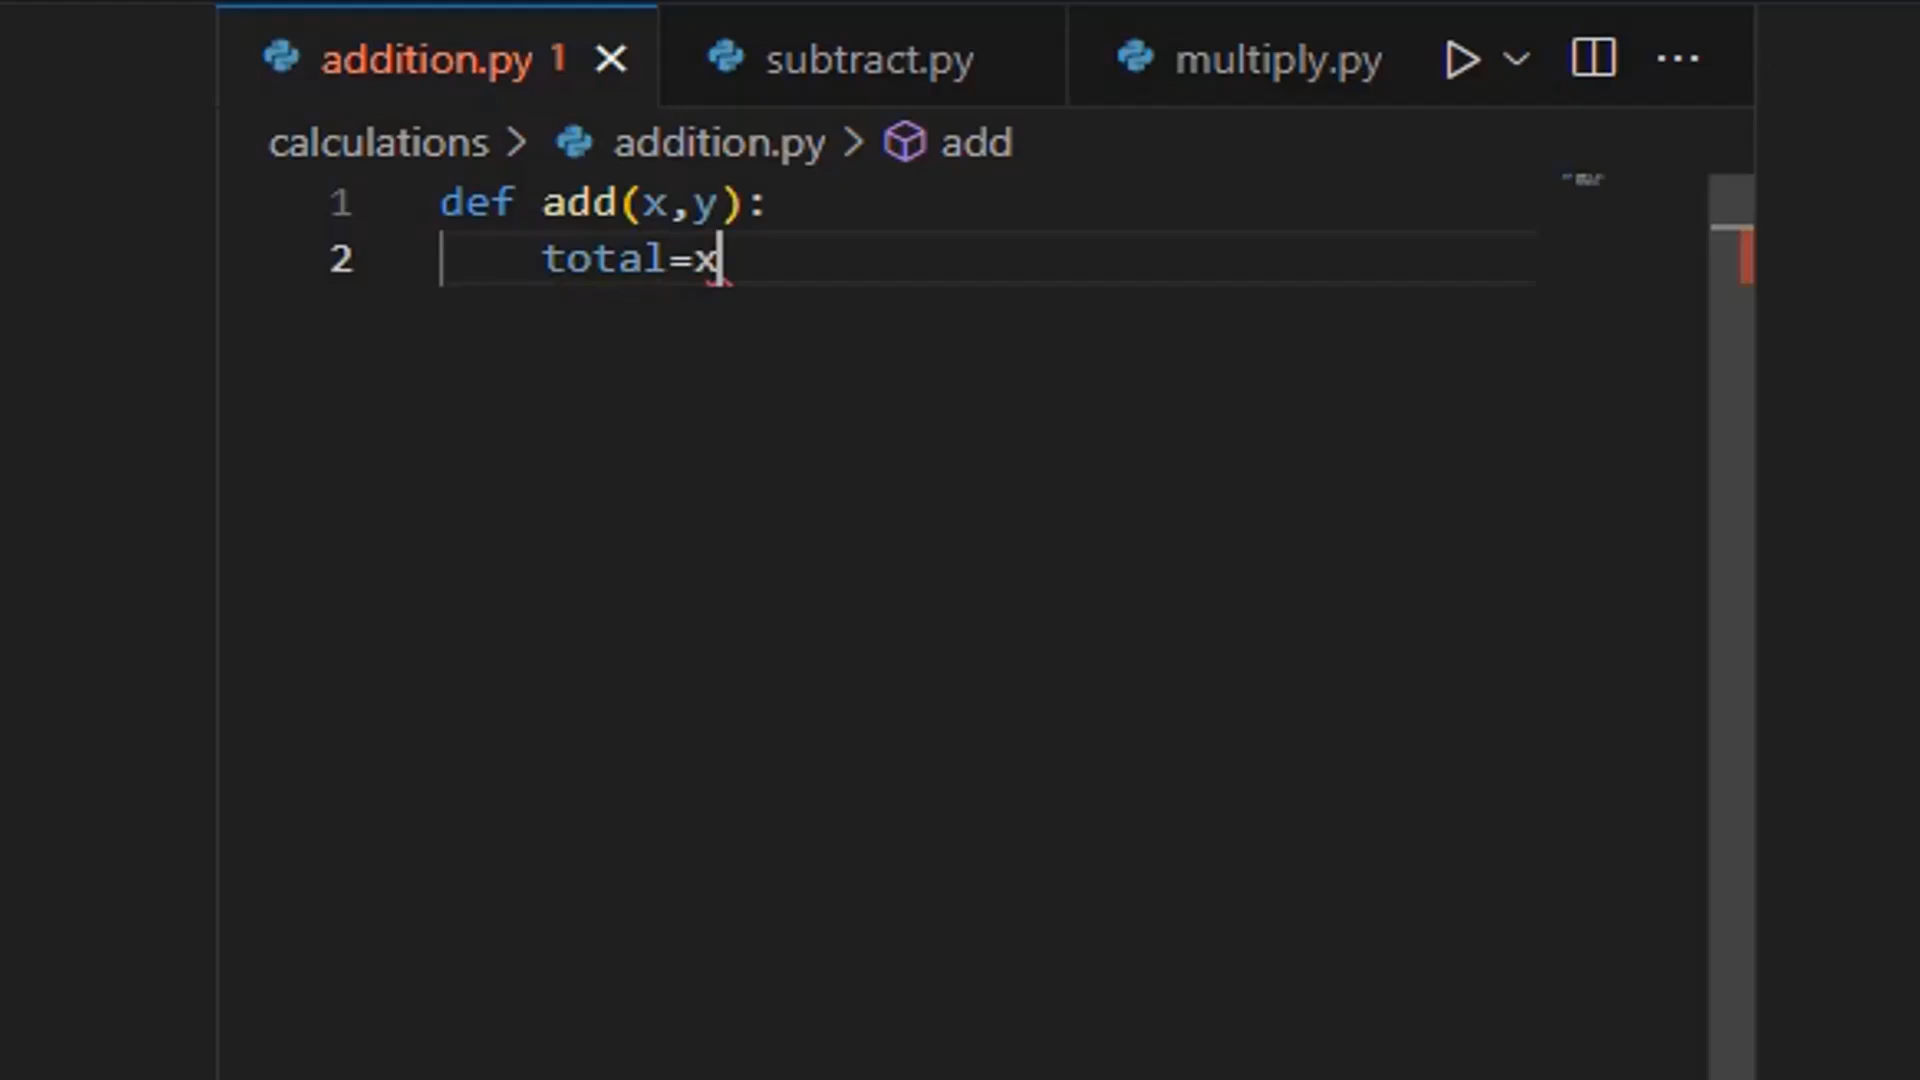 addition.py 1 subtract.py multiply.py
calculations > addition.py > add
1 def add(x,y):
2 total=x